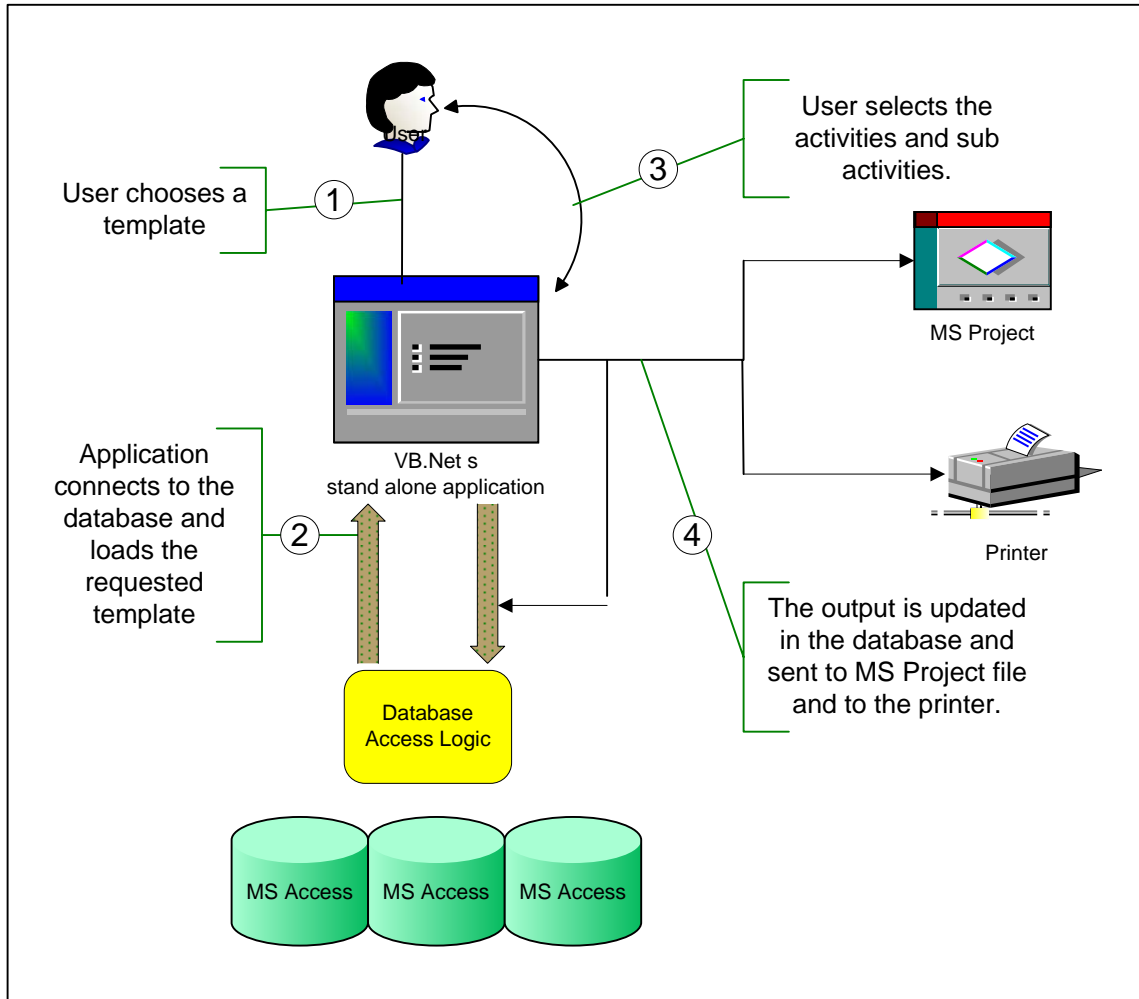 User
User selects the
activities and sub
activities.
3
1
User chooses a
template
MS Project
VB.Net s
stand alone application
Application
connects to the
database and
loads the
requested
template
2
4
Printer
The output is updated
in the database and
sent to MS Project file
and to the printer.
Database
Access Logic
MS Access
MS Access
MS Access